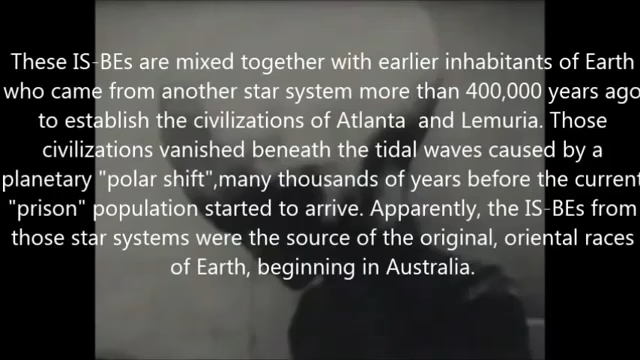 These IS-BEs are mixed together with earlier inhabitants of Earth
who came from another star system more than 400,000 years ago
to establish the civilizations of Atlanta  and Lemuria. Those
civilizations vanished beneath the tidal waves caused by a
planetary "polar shift",many thousands of years before the current
"prison" population started to arrive. Apparently, the IS-BEs from
those star systems were the source of the original, oriental races
of Earth, beginning in Australia.